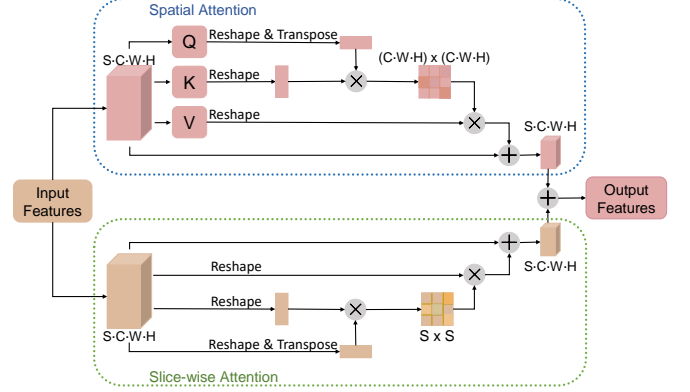 Spatial Attention
S·C·W·H
Q
Reshape & Transpose
(C·W·H) x (C·W·H)
K
Reshape
V
Reshape
S·C·W·H
Input
Features
Output
Features
S·C·W·H
Reshape
Reshape
S x S
S·C·W·H
Reshape & Transpose
Slice-wise Attention